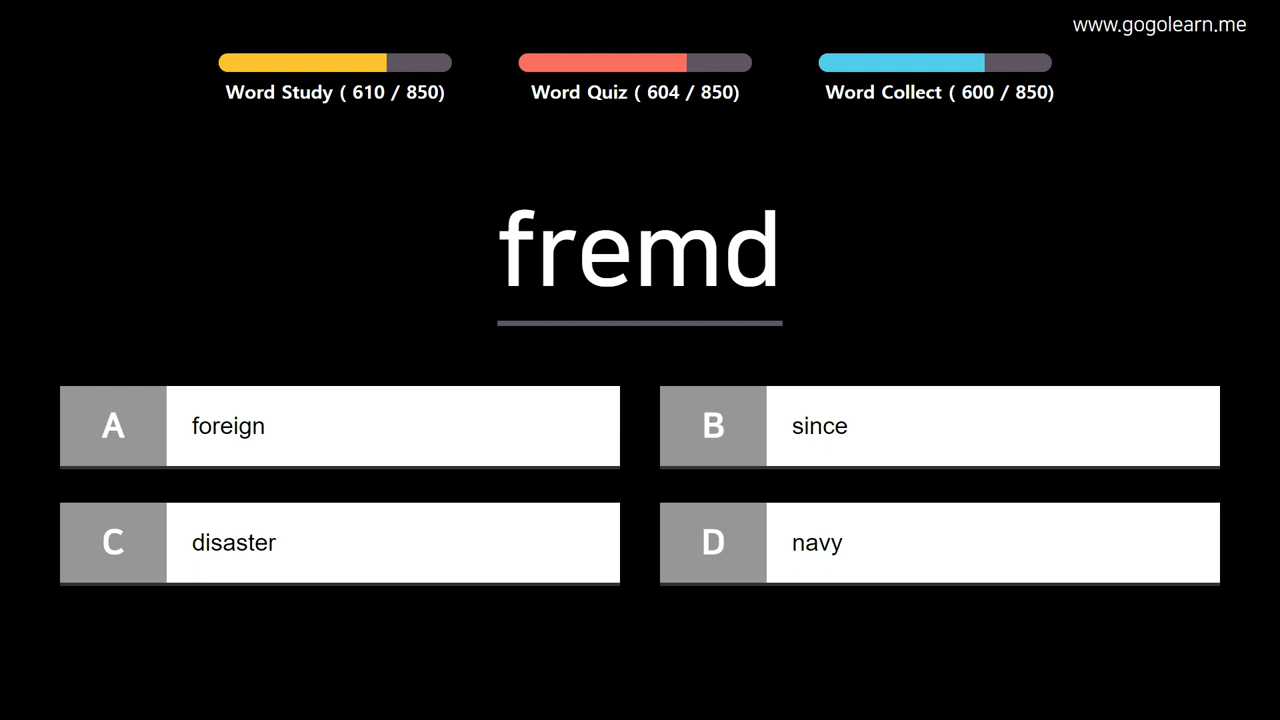 www.gogolearn.me
Word Study ( 610 / 850)
Word Quiz ( 604 / 850)
Word Collect ( 600 / 850)
fremd
A foreign
B since
C disaster
D navy